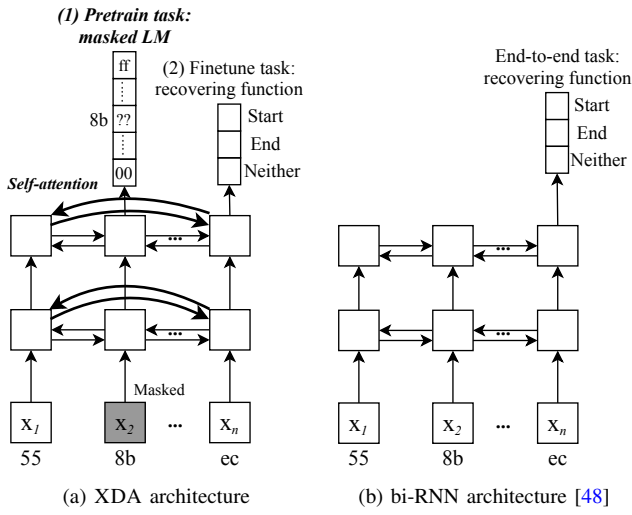 (1) Pretrain task:
masked LM
ff
8b
??
00
(2) Finetune task:
recovering function
Start
End
Neither
Self-attention
...
...
Masked
x1
x2
...
xn
55
8b
ec
(a) XDA architecture
End-to-end task:
recovering function
Start
End
Neither
...
...
x1
x2
...
xn
55
8b
ec
(b) bi-RNN architecture [48]